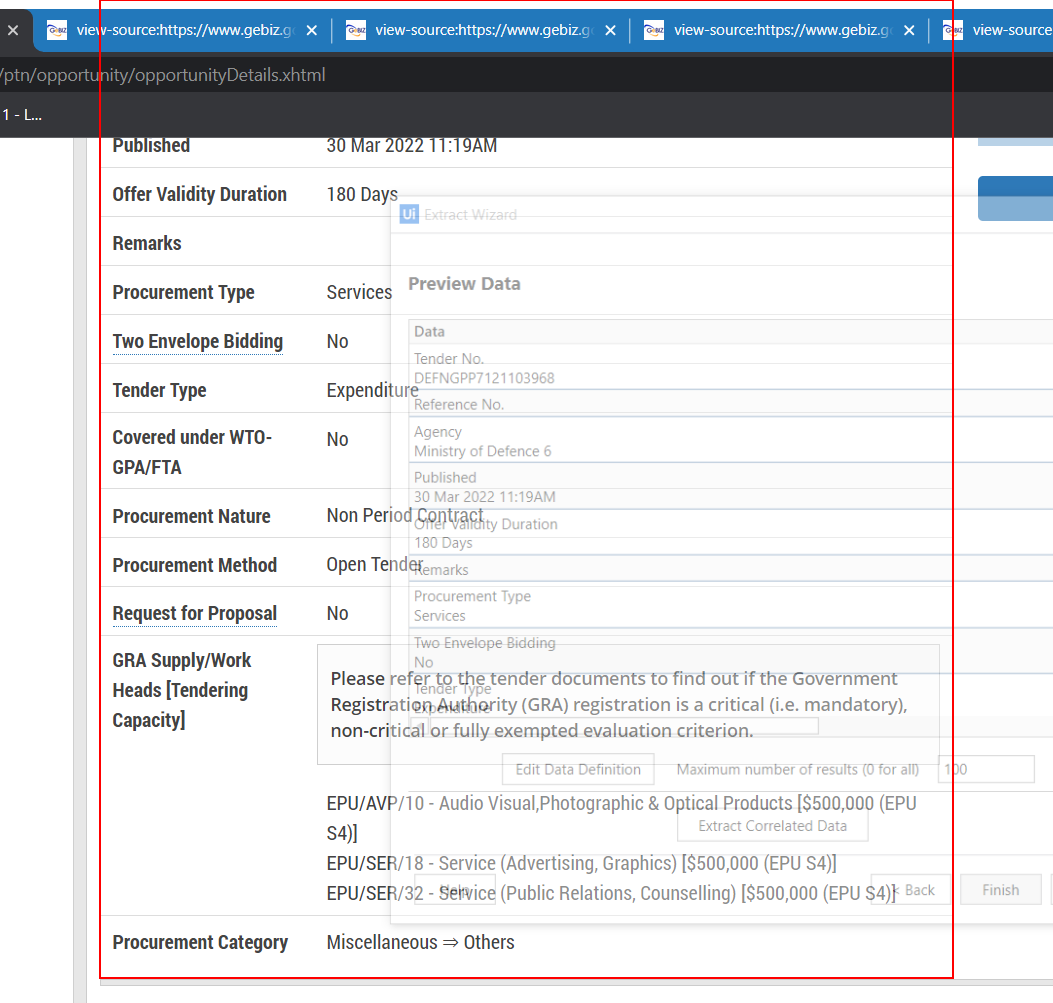 view-source:https://www.gebiz.g
view-source:https://www.gebiz.g
view-source:https://www.gebiz.g
view-source
/ptn/opportunity/opportunityDetails.xhtml
1 - L...
Published 30 Mar 2022 11:19AM
Offer Validity Duration 180 Days
Remarks
Procurement Type Services
Two Envelope Bidding No
Tender Type Expenditure
Covered under WTO-
GPA/FTA
No
Procurement Nature Non Period Contract
Procurement Method Open Tender
Request for Proposal No
GRA Supply/Work
Heads [Tendering
Capacity]
Please refer to the tender documents to find out if the Government
Registration Authority (GRA) registration is a critical (i.e. mandatory),
non-critical or fully exempted evaluation criterion.
EPU/AVP/10 - Audio Visual,Photographic & Optical Products [$500,000 (EPU
S4)]
EPU/SER/18 - Service (Advertising, Graphics) [$500,000 (EPU S4)]
EPU/SER/32 - Service (Public Relations, Counselling) [$500,000 (EPU S4)]
Procurement Category Miscellaneous ⇒ Others
Ui Extract Wizard
Preview Data
Data
Tender No.
DEFNGPP7121103968
Reference No.
Agency
Ministry of Defence 6
Published
30 Mar 2022 11:19AM
Offer Validity Duration
180 Days
Remarks
Procurement Type
Services
Two Envelope Bidding
No
Tender Type
Expenditure
Edit Data Definition
Maximum number of results (0 for all) 100
Extract Correlated Data
Help
< Back
Finish